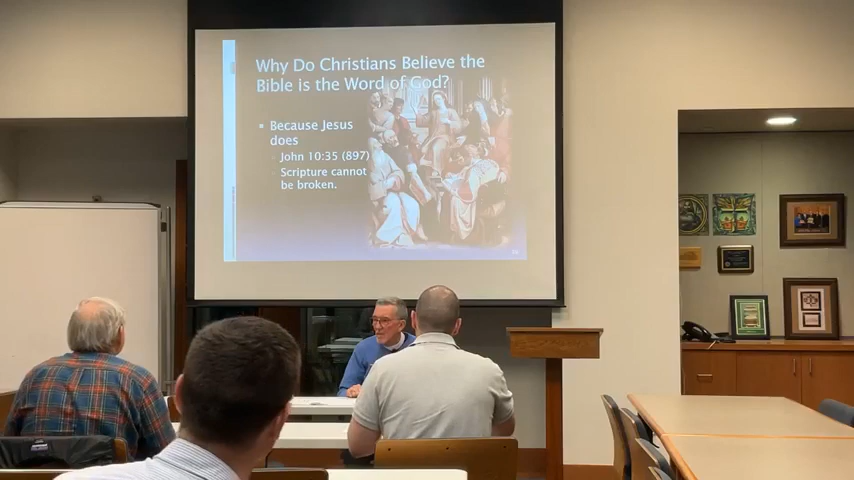 Why Do Christians Believe the
Bible is the Word of God?
Because Jesus
does
John 10:35 (897)
Scripture cannot
be broken.